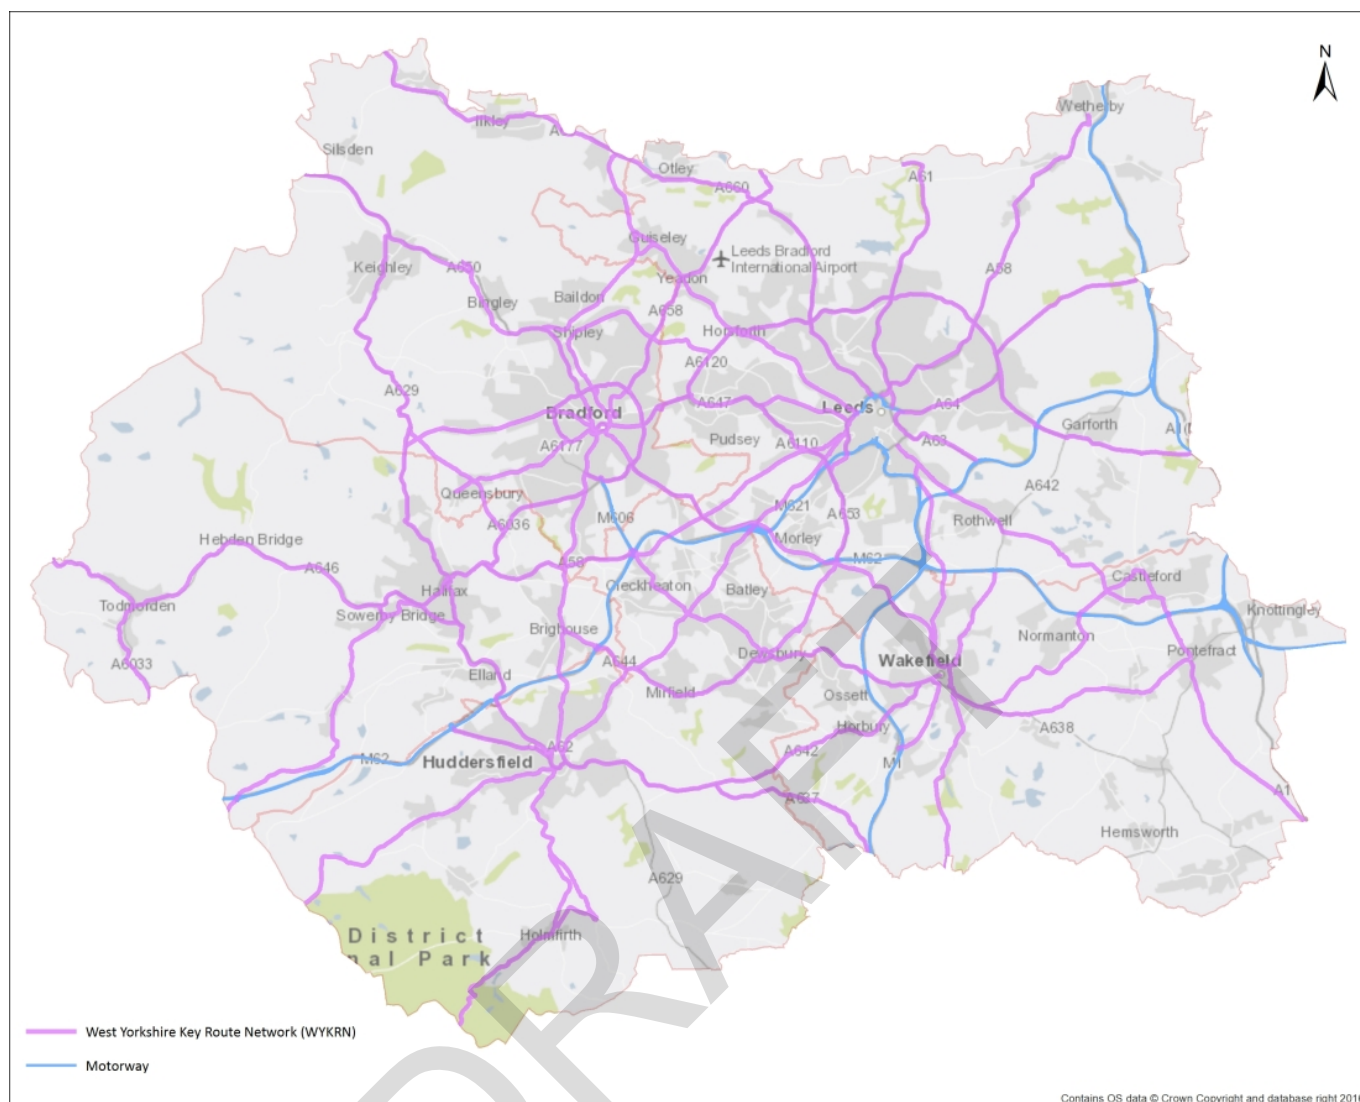 N
Wetherby
Ilkley
Silsden
Otley
A660
A61
Guiseley
Leeds Bradford
International Airport
Keighley
A650
Yeadon
A58
Bingley
Baildon
A658
Shipley
Horsforth
A6120
A629
A647
Leeds
A64
Bradford
Garforth
Pudsey
A6110
A63
A6177
Queensbury
A642
M606
M621
A653
Rothwell
A6036
Morley
Hebden Bridge
A646
A58
M62
Cleckheaton
Batley
Castleford
Halifax
Todmorden
Sowerby Bridge
Knottingley
Brighouse
Normanton
Dewsbury
Wakefield
Pontefract
A6033
A644
Elland
Mirfield
Ossett
Horbury
A638
A62
A642
M62
Huddersfield
M1
A637
A1
Hemsworth
A629
District
nal Park
Holmfirth
DRAFT
West Yorkshire Key Route Network (WYKRN)
Motorway
Contains OS data © Crown Copyright and database right 2016